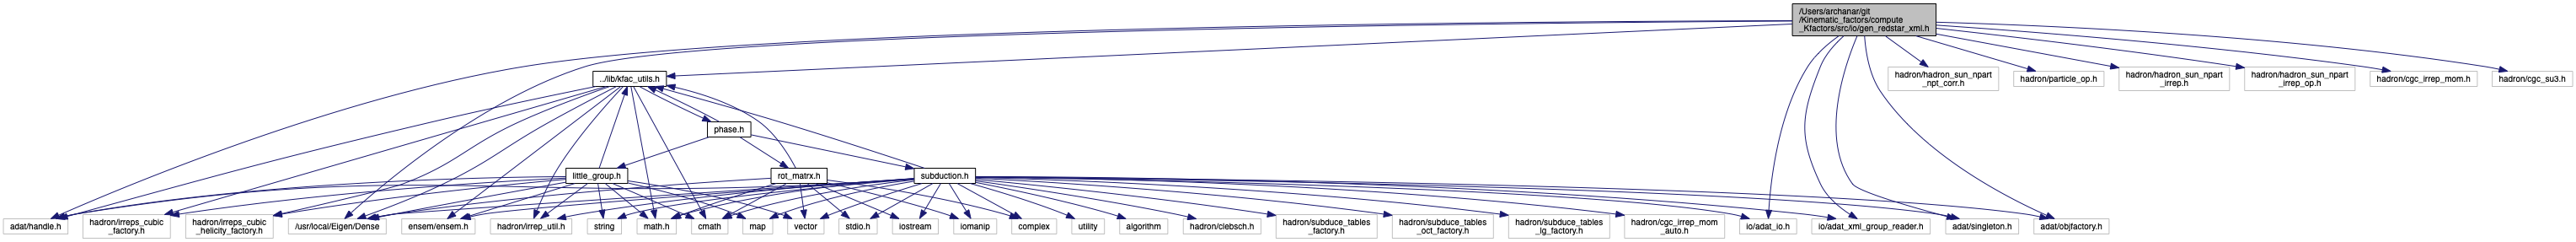 /Users/archanar/git
/Kinematic_factors/compute
_Kfactors/src/io/gen_redstar_xml.h
../lib/kfac_utils.h
hadron/hadron_sun_npart
_npt_corr.h
hadron/particle_op.h
hadron/hadron_sun_npart
_irrep.h
hadron/hadron_sun_npart
_irrep_op.h
hadron/cgc_irrep_mom.h
hadron/cgc_su3.h
phase.h
little_group.h
rot_matrx.h
subduction.h
adat/handle.h
hadron/irreps_cubic
_factory.h
hadron/irreps_cubic
_helicity_factory.h
/usr/local/Eigen/Dense
ensem/ensem.h
hadron/irrep_util.h
string
math.h
cmath
map
vector
stdio.h
iostream
iomanip
complex
utility
algorithm
hadron/clebsch.h
hadron/subduce_tables
_factory.h
hadron/subduce_tables
_oct_factory.h
hadron/subduce_tables
_lg_factory.h
hadron/cgc_irrep_mom
_auto.h
io/adat_io.h
io/adat_xml_group_reader.h
adat/singleton.h
adat/objfactory.h